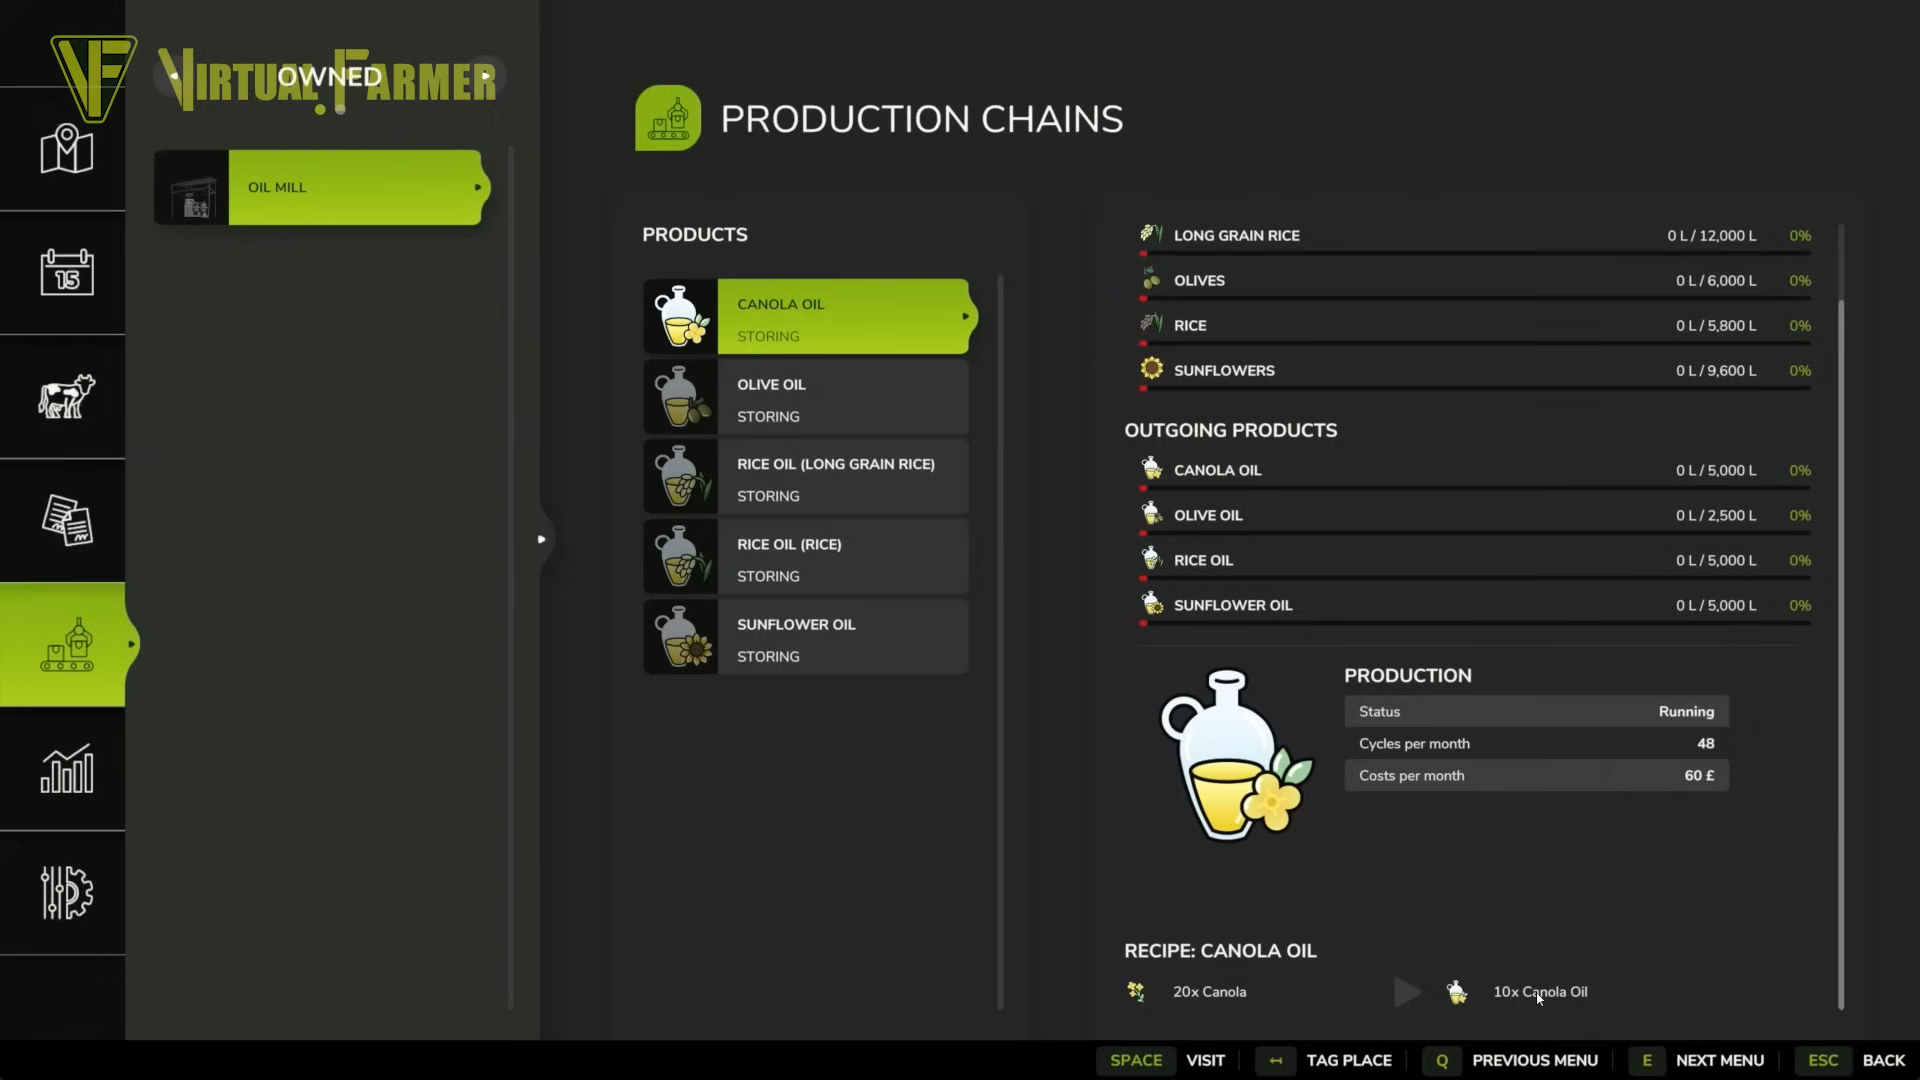 VF VIRTUAL FARMER
OWNED
15
OIL MILL
PRODUCTION CHAINS
PRODUCTS
CANOLA OIL
STORING
OLIVE OIL
STORING
RICE OIL (LONG GRAIN RICE)
STORING
RICE OIL (RICE)
STORING
SUNFLOWER OIL
STORING
LONG GRAIN RICE 0 L / 12,000 L 0%
OLIVES 0 L / 6,000 L 0%
RICE 0 L / 5,800 L 0%
SUNFLOWERS 0 L / 9,600 L 0%
OUTGOING PRODUCTS
CANOLA OIL 0 L / 5,000 L 0%
OLIVE OIL 0 L / 2,500 L 0%
RICE OIL 0 L / 5,000 L 0%
SUNFLOWER OIL 0 L / 5,000 L 0%
PRODUCTION
Status Running
Cycles per month 48
Costs per month 60 £
RECIPE: CANOLA OIL
20x Canola 10x Canola Oil
SPACE VISIT ↔ TAG PLACE Q PREVIOUS MENU E NEXT MENU ESC BACK